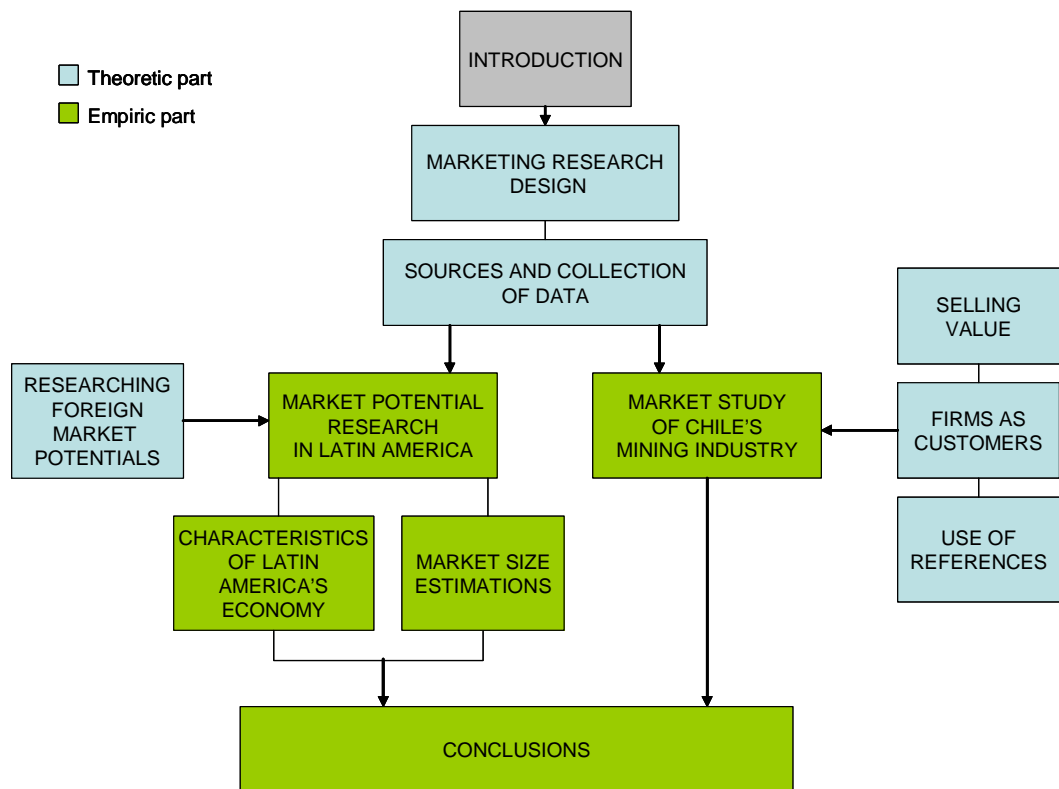 INTRODUCTION
Theoretic part
Empiric part
MARKETING RESEARCH
DESIGN
SOURCES AND COLLECTION
OF DATA
SELLING
VALUE
RESEARCHING
FOREIGN
MARKET
POTENTIALS
MARKET POTENTIAL
RESEARCH
IN LATIN AMERICA
MARKET STUDY
OF CHILE'S
MINING INDUSTRY
FIRMS AS
CUSTOMERS
CHARACTERISTICS
OF LATIN
AMERICA'S
ECONOMY
MARKET SIZE
ESTIMATIONS
USE OF
REFERENCES
CONCLUSIONS